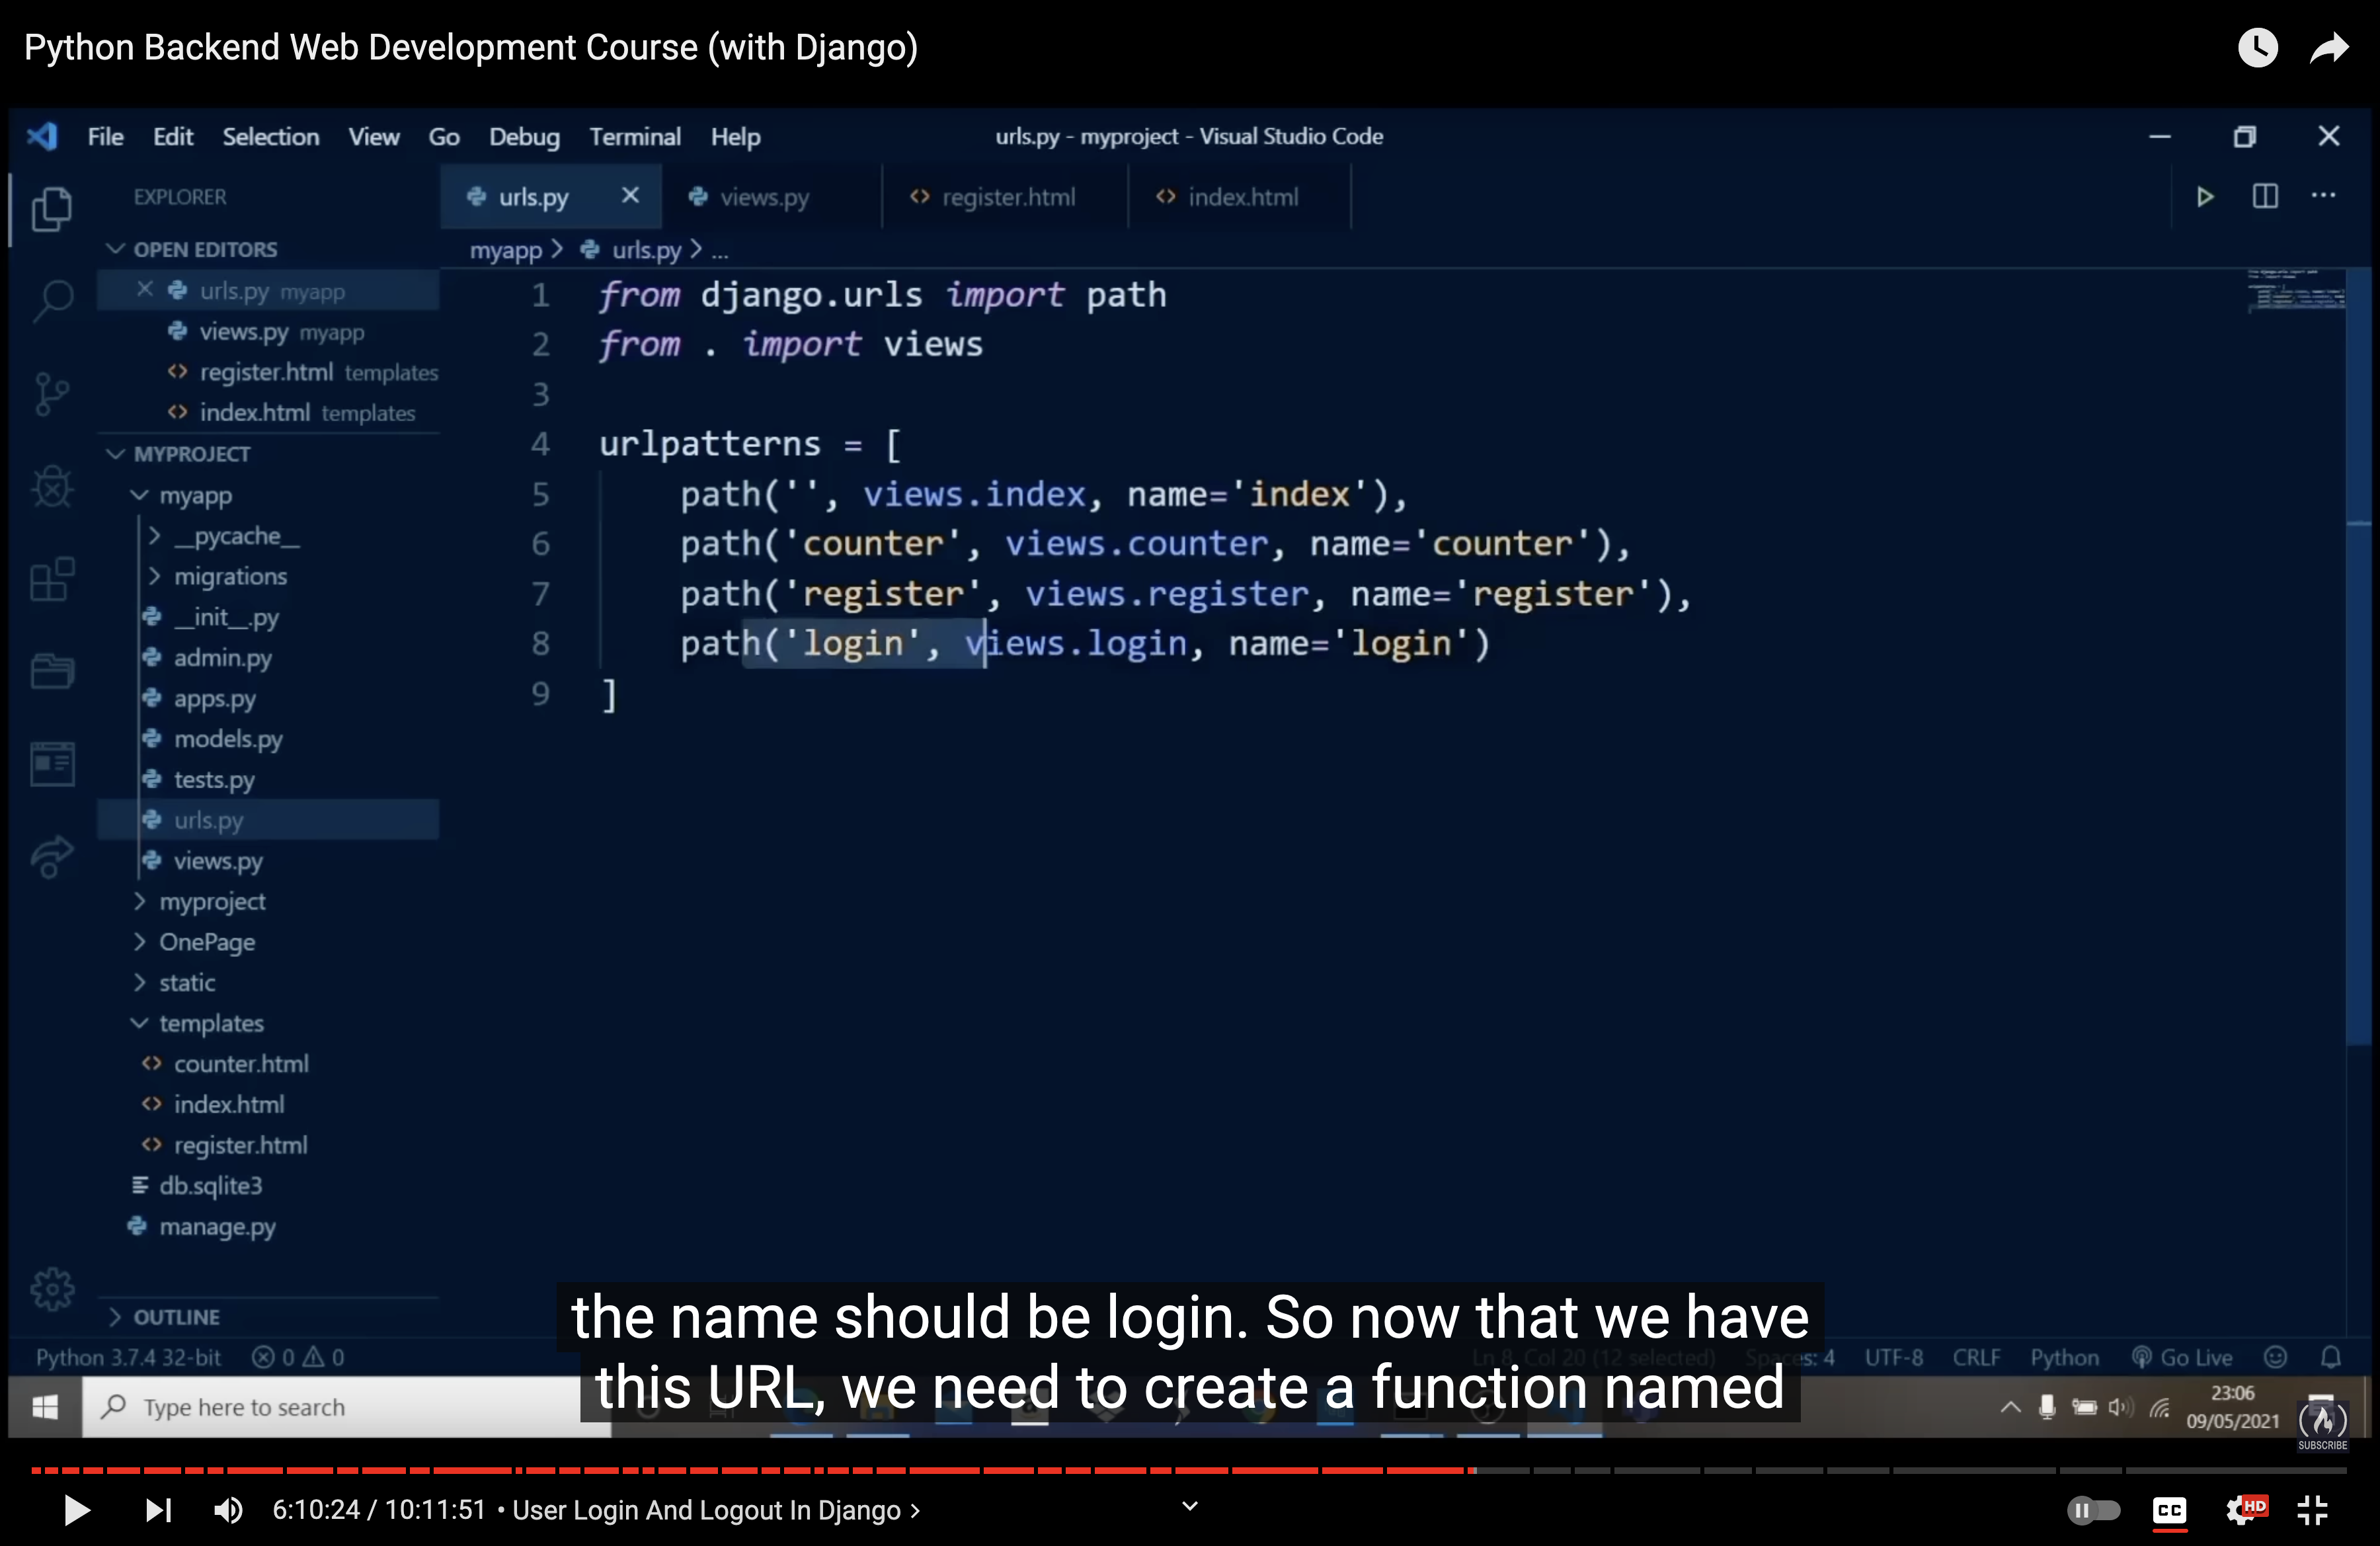 Python Backend Web Development Course (with Django)
File Edit Selection View Go Debug Terminal Help
urls.py - myproject - Visual Studio Code
EXPLORER
OPEN EDITORS
urls.py myapp
views.py myapp
register.html templates
index.html templates
MYPROJECT
myapp
__pycache__
migrations
__init__.py
admin.py
apps.py
models.py
tests.py
urls.py
views.py
myproject
OnePage
static
templates
counter.html
index.html
register.html
db.sqlite3
manage.py
OUTLINE
urls.py views.py register.html index.html
myapp > urls.py > ...
1 from django.urls import path
2 from . import views
3
4 urlpatterns = [
5 path('', views.index, name='index'),
6 path('counter', views.counter, name='counter'),
7 path('register', views.register, name='register'),
8 path('login', views.login, name='login')
9 ]
the name should be login. So now that we have
this URL, we need to create a function named
Python 3.7.4 32-bit 0 0 Ln 8, Col 20 (12 selected) Spaces: 4 UTF-8 CRLF Python Go Live
Type here to search
23:06
09/05/2021
SUBSCRIBE
6:10:24 / 10:11:51 • User Login And Logout In Django >
CC
HD